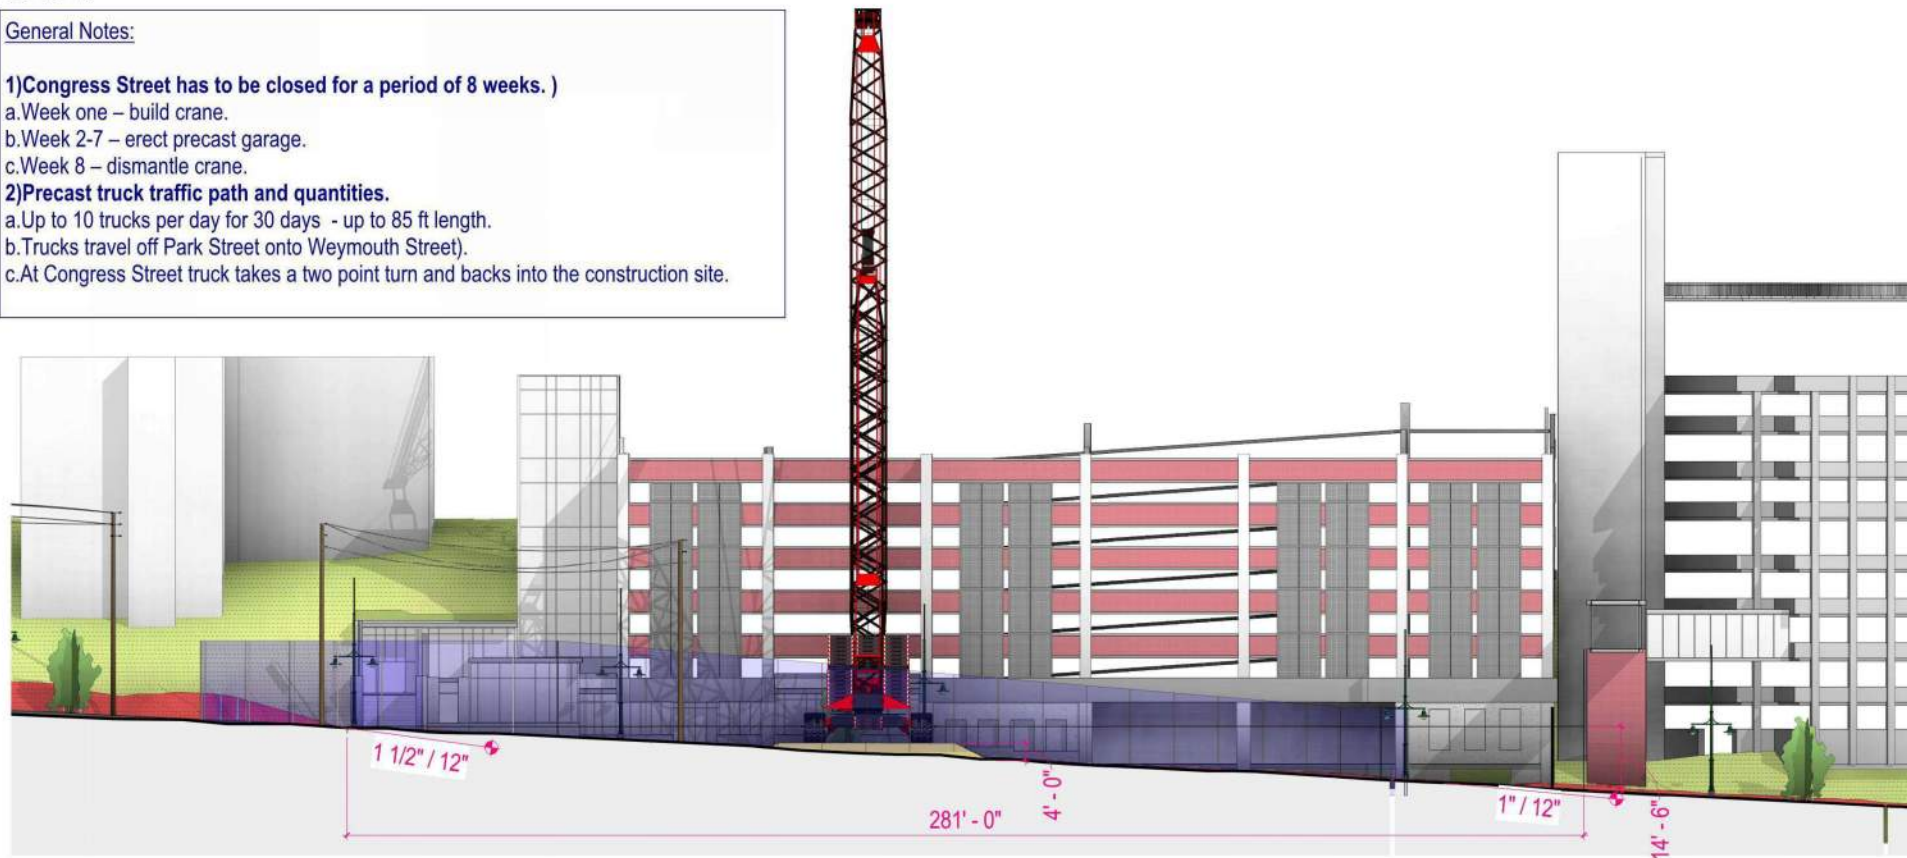 General Notes:
1)Congress Street has to be closed for a period of 8 weeks. )
a.Week one – build crane.
b.Week 2-7 – erect precast garage.
c.Week 8 – dismantle crane.
2)Precast truck traffic path and quantities.
a.Up to 10 trucks per day for 30 days  - up to 85 ft length.
b.Trucks travel off Park Street onto Weymouth Street).
c.At Congress Street truck takes a two point turn and backs into the construction site.
1 1/2" / 12"
4' - 0"
281' - 0"
1" / 12"
14' - 6"